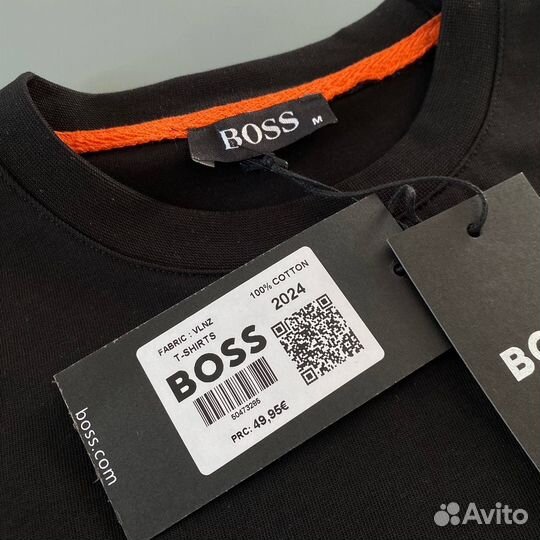 BOSS
M
FABRIC : VLNZ
100% COTTON
T-SHIRTS
2024
BOSS
50473286
PRC: 49,95€
boss.com
BO
Avito